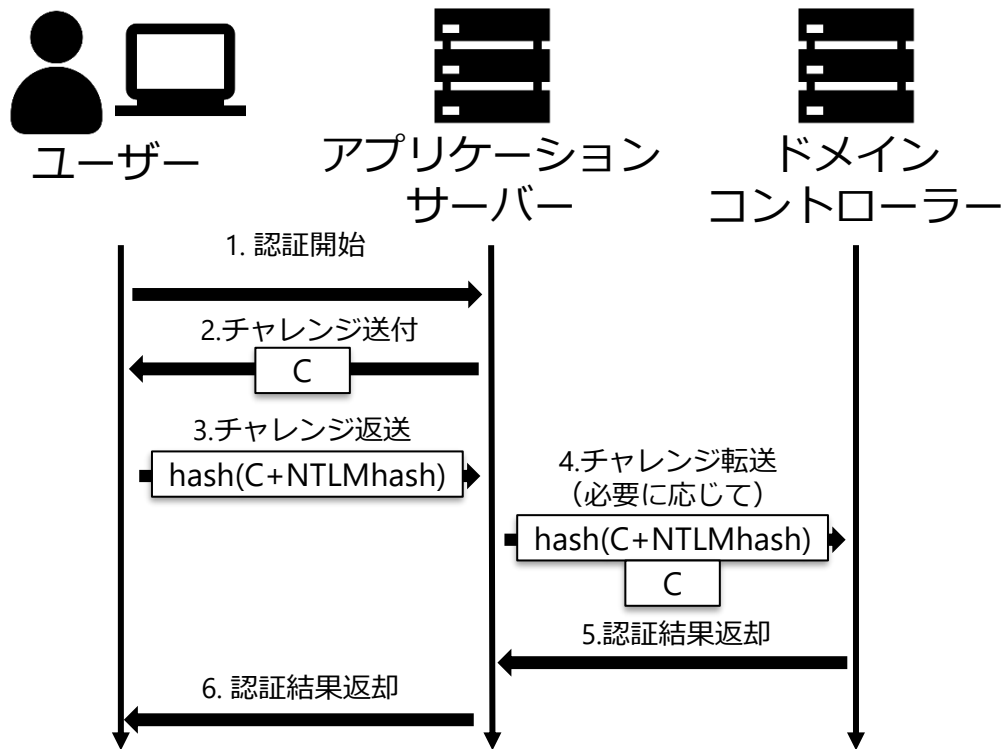 ユーザー
アプリケーション
サーバー
ドメイン
コントローラー
1. 認証開始
2.チャレンジ送付
C
3.チャレンジ返送
hash(C+NTLMhash)
4.チャレンジ転送
（必要に応じて）
hash(C+NTLMhash)
C
5.認証結果返却
6. 認証結果返却